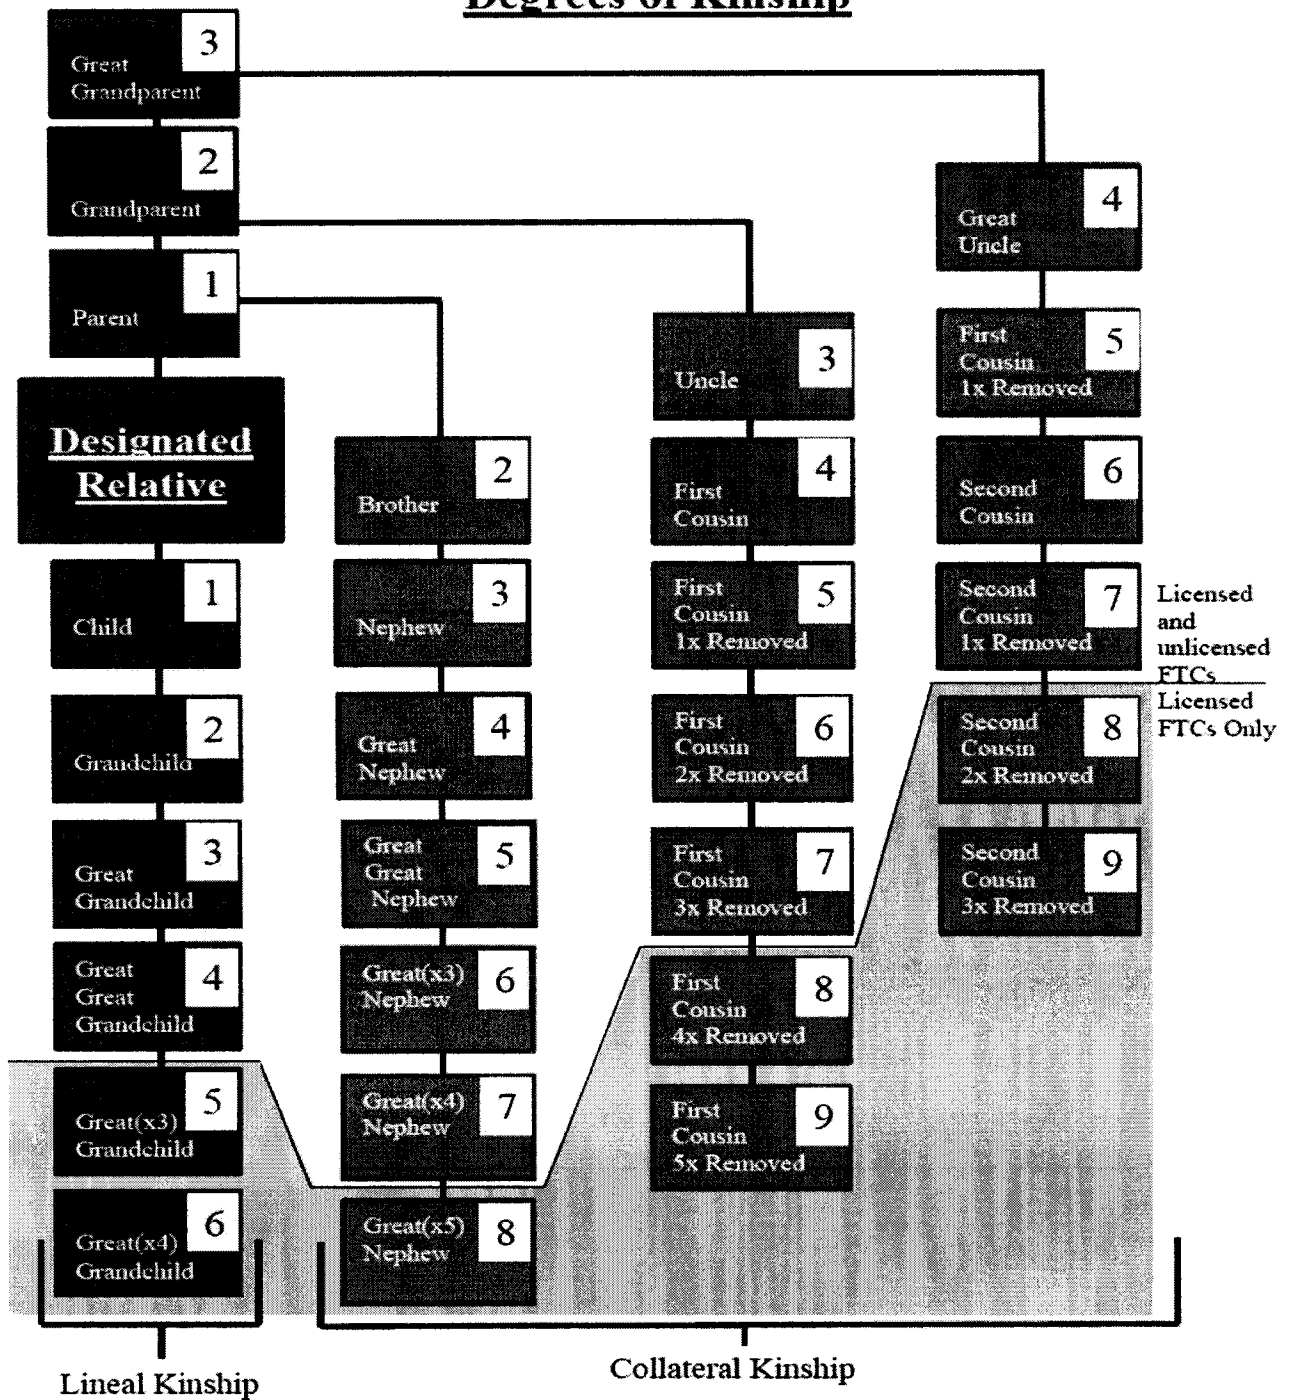 Degrees of Kinship
3
Great
Grandparent
2
Grandparent
1
Parent
Designated
Relative
1
Child
2
Grandchild
3
Great
Grandchild
4
Great
Great
Grandchild
5
Great(x3)
Grandchild
6
Great(x4)
Grandchild
Lineal Kinship
2
Brother
3
Nephew
4
Great
Nephew
5
Great
Great
Nephew
6
Great(x3)
Nephew
7
Great(x4)
Nephew
8
Great(x5)
Nephew
3
Uncle
4
First
Cousin
5
First
Cousin
1x Removed
6
First
Cousin
2x Removed
7
First
Cousin
3x Removed
8
First
Cousin
4x Removed
9
First
Cousin
5x Removed
4
Great
Uncle
5
First
Cousin
1x Removed
6
Second
Cousin
7
Second
Cousin
1x Removed
8
Second
Cousin
2x Removed
9
Second
Cousin
3x Removed
Licensed
and
unlicensed
FTCs
Licensed
FTCs Only
Collateral Kinship